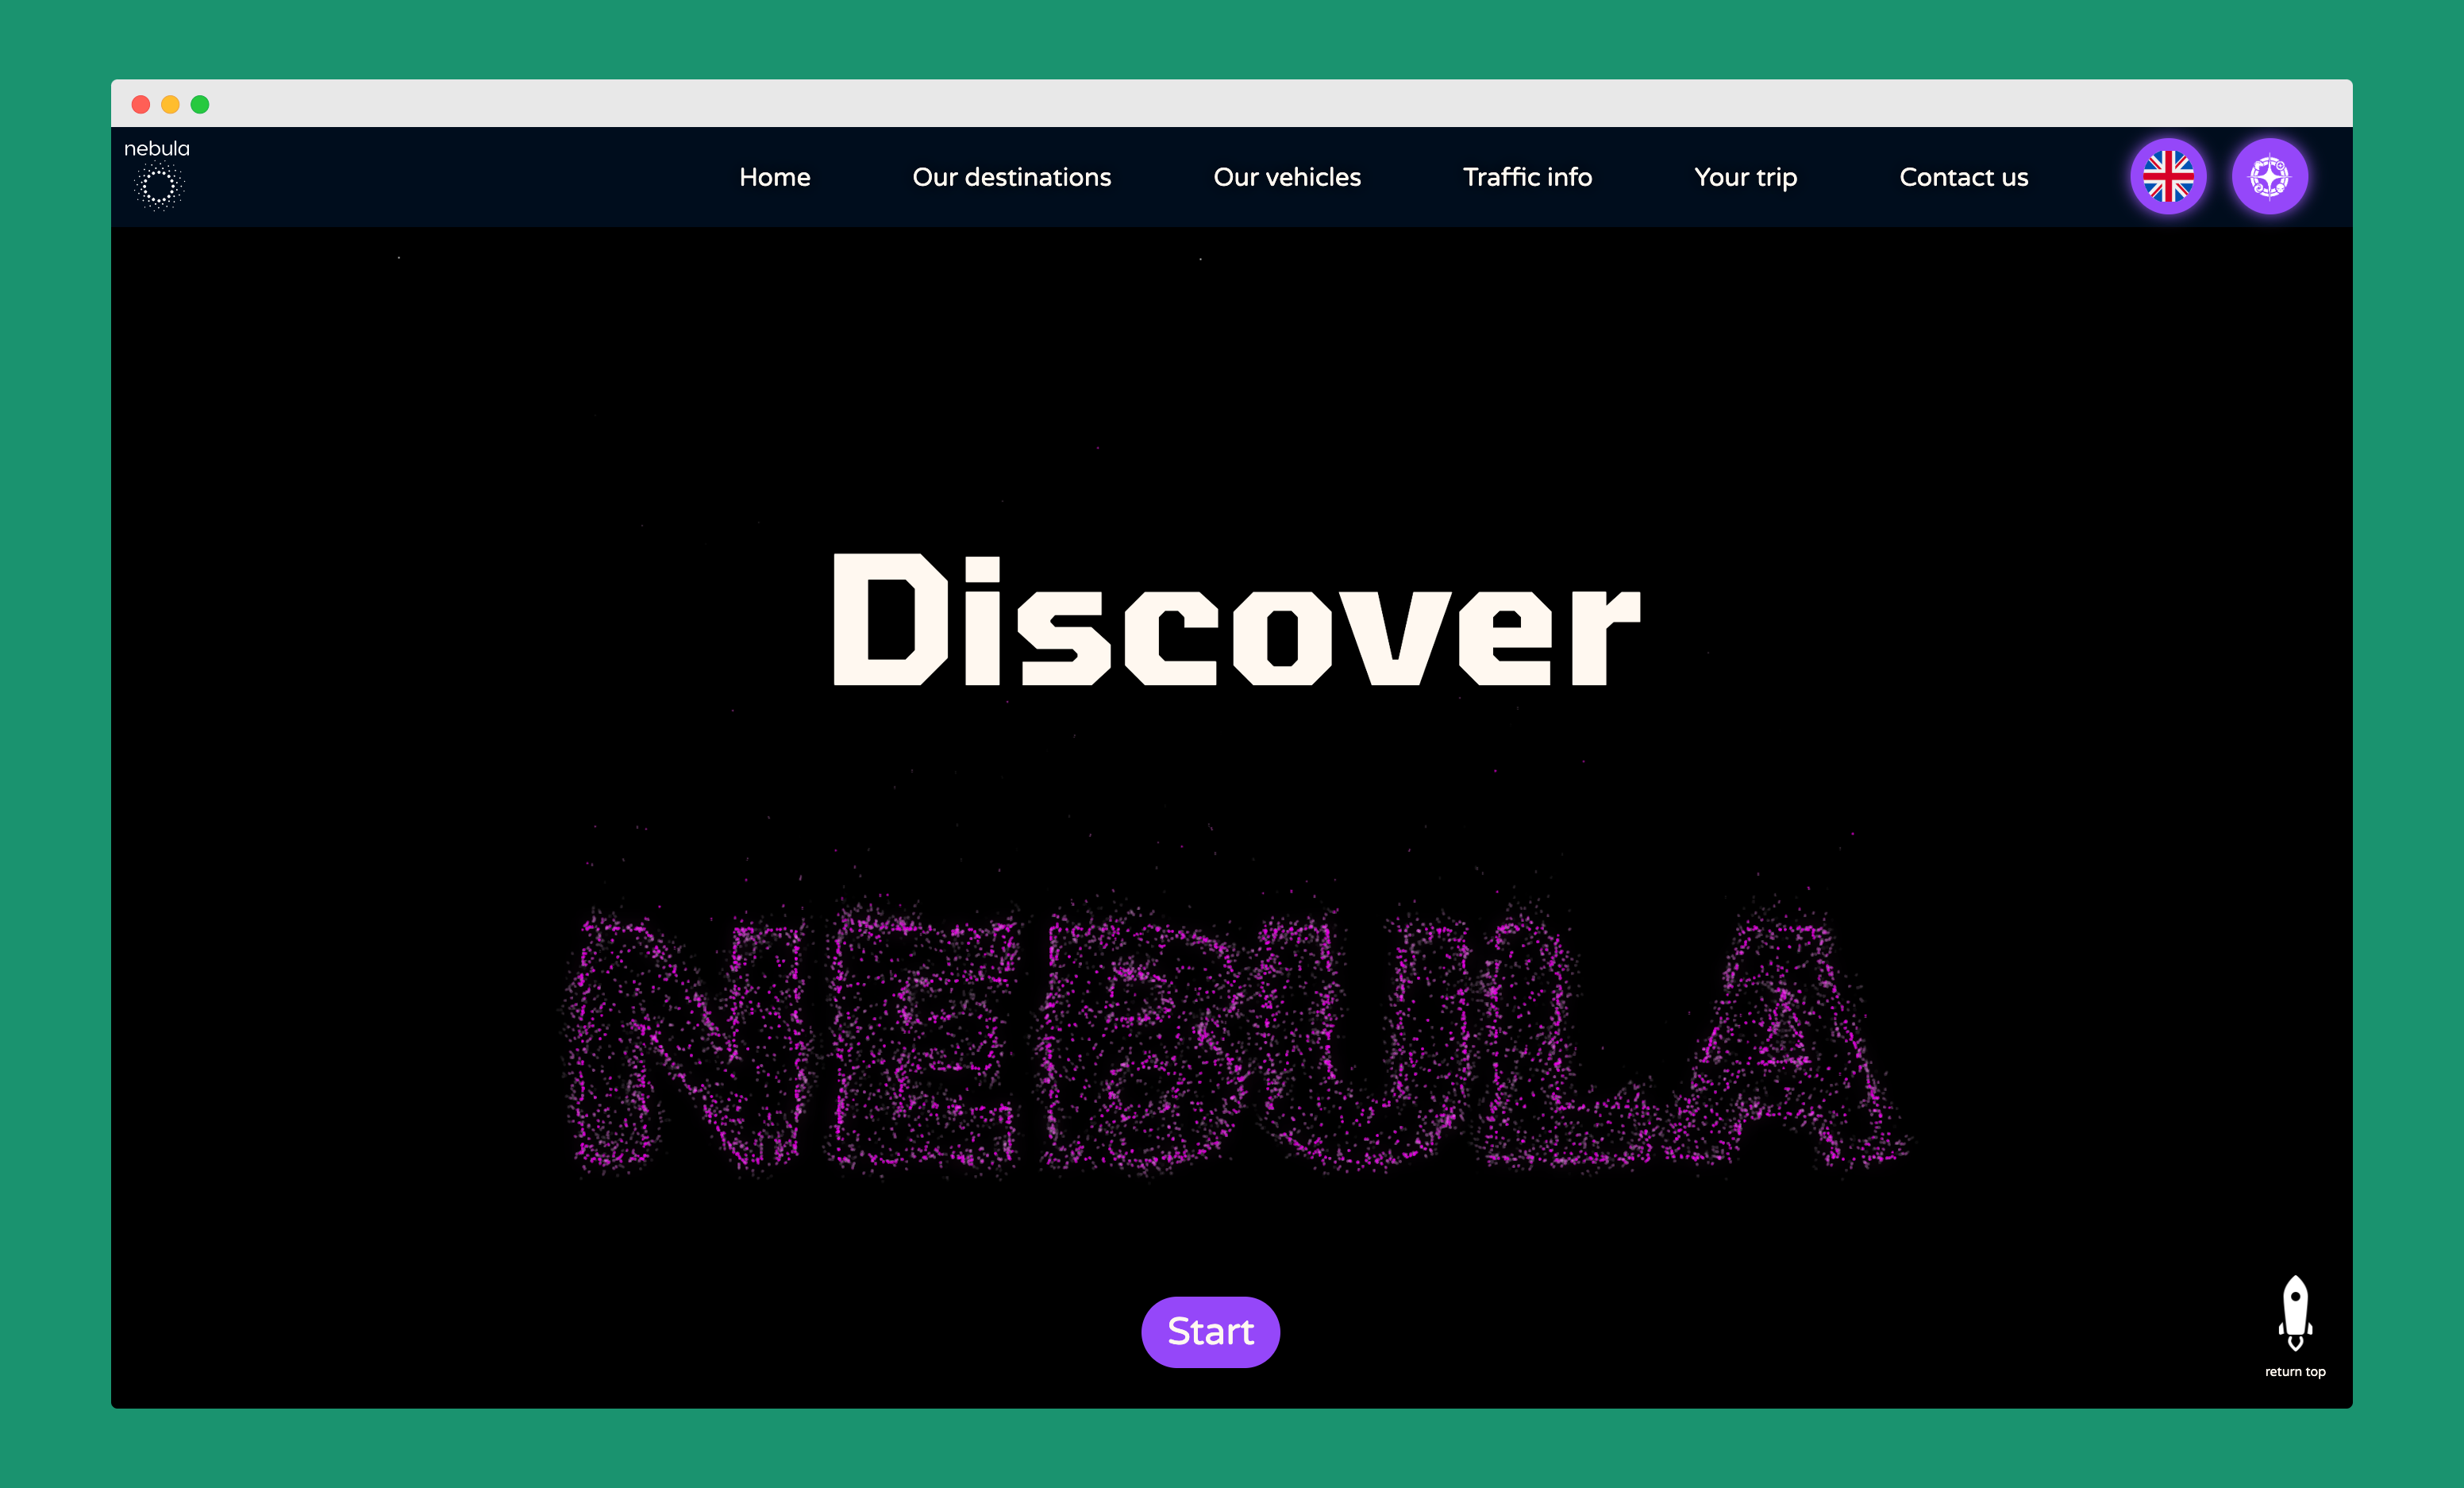 nebula
Home Our destinations Our vehicles Traffic info Your trip Contact us
Discover
NEBULA
Start
return top